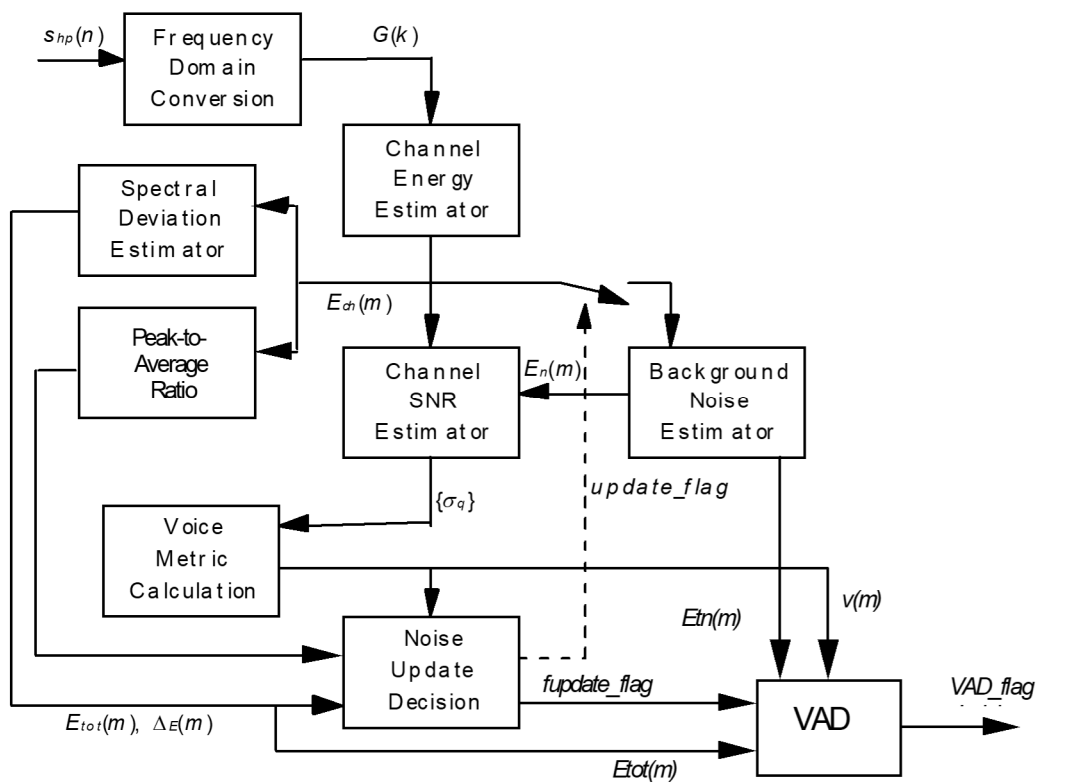 s_hp(n)
Frequency
Domain
Conversion
G(k)
Channel
Energy
Estimator
Spectral
Deviation
Estimator
E_ch(m)
Peak-to-
Average
Ratio
Channel
SNR
Estimator
E_n(m)
Background
Noise
Estimator
update_flag
{σ_q}
Voice
Metric
Calculation
v(m)
Etn(m)
Noise
Update
Decision
fupdate_flag
VAD
VAD_flag
E_tot(m), Δ_E(m)
Etot(m)